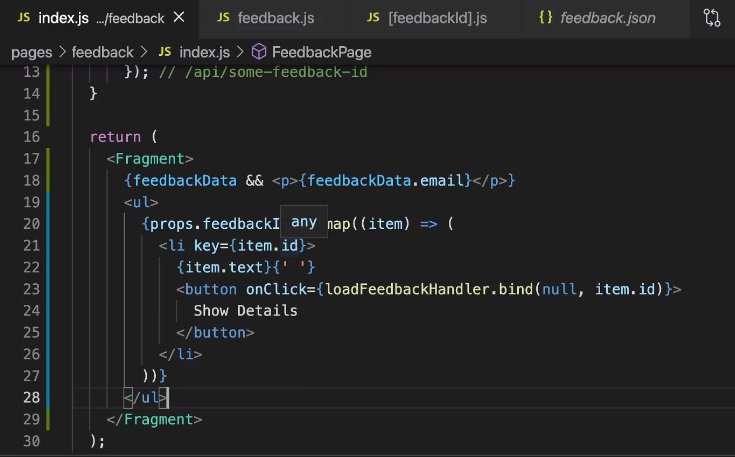 JS index.js .../feedback × JS feedback.js JS [feedbackId].js {} feedback.json
pages > feedback > JS index.js > FeedbackPage
13 }); // /api/some-feedback-id
14 }
15
16 return (
17 <Fragment>
18 {feedbackData && <p>{feedbackData.email}</p>}
19 <ul>
any
20 {props.feedbackI map((item) => (
21 <li key={item.id}>
22 {item.text}{' '}
23 <button onClick={loadFeedbackHandler.bind(null, item.id)}>
24 Show Details
25 </button>
26 </li>
27 ))}
28 </ul>
29 </Fragment>
30 );